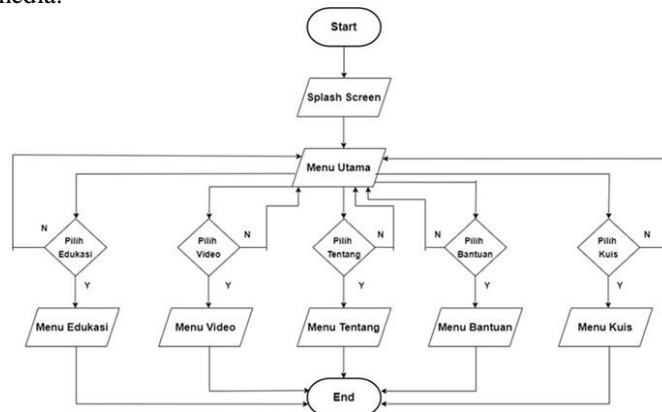 media.
Start
Splash Screen
Menu Utama
N
Pilih
Edukasi
Y
Pilih
Video
N
Y
Pilih
Tentang
N
Y
N
Pilih
Bantuan
Y
Pilih
Kuis
N
Y
Menu Edukasi
Menu Video
Menu Tentang
Menu Bantuan
Menu Kuis
End